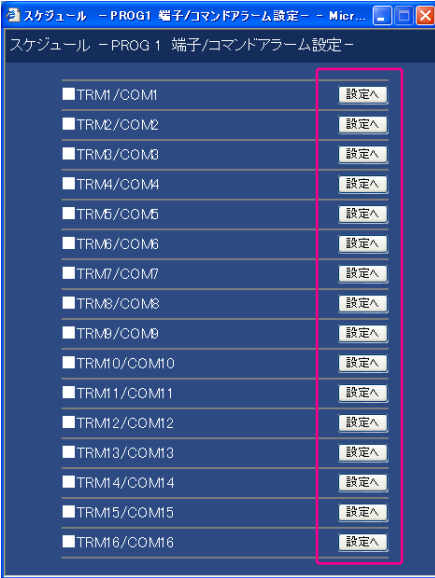 スケジュール －PROG1 端子/コマンドアラーム設定－ - Micr...
スケジュール －PROG 1 端子/コマンドアラーム設定－
TRM1/COM1 設定へ
TRM2/COM2 設定へ
TRM3/COM3 設定へ
TRM4/COM4 設定へ
TRM5/COM5 設定へ
TRM6/COM6 設定へ
TRM7/COM7 設定へ
TRM8/COM8 設定へ
TRM9/COM9 設定へ
TRM10/COM10 設定へ
TRM11/COM11 設定へ
TRM12/COM12 設定へ
TRM13/COM13 設定へ
TRM14/COM14 設定へ
TRM15/COM15 設定へ
TRM16/COM16 設定へ